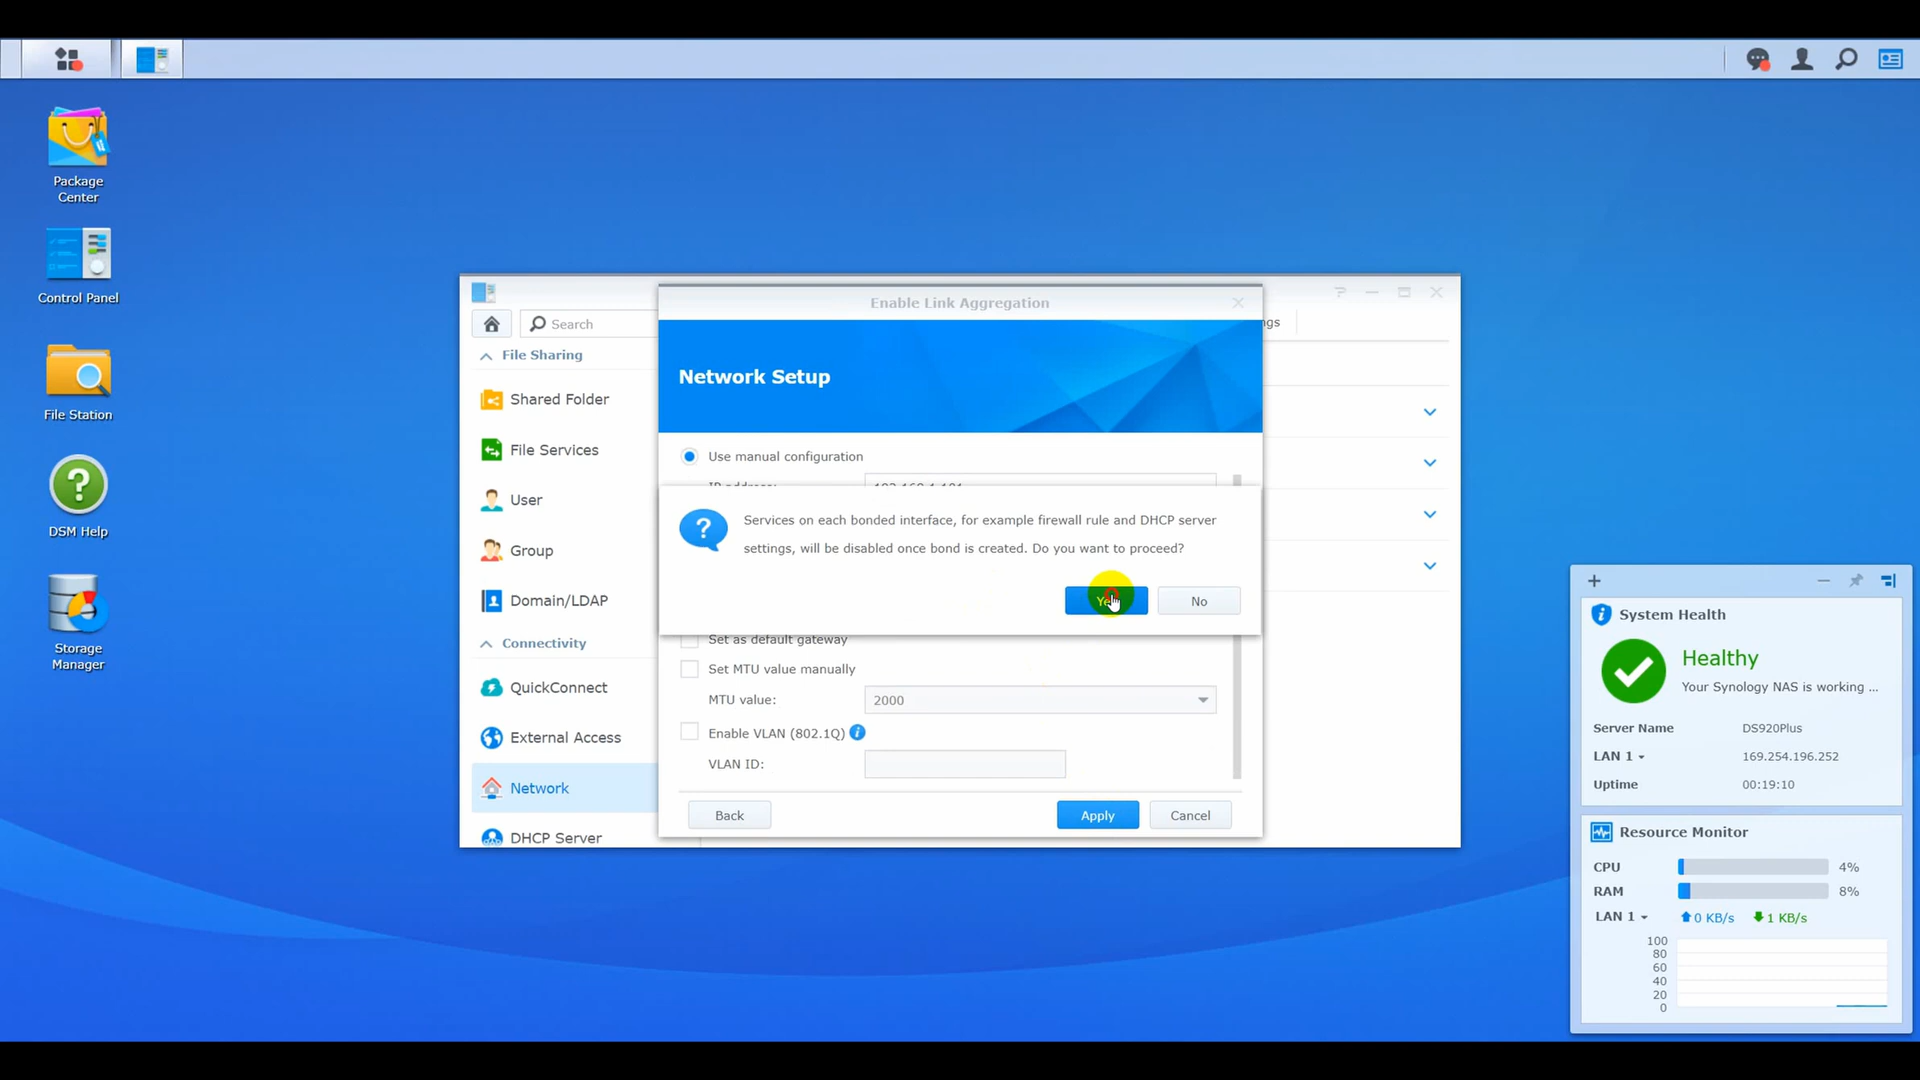 Package
Center
Control Panel
File Station
DSM Help
Storage
Manager
Search
File Sharing
Shared Folder
File Services
User
Group
Domain/LDAP
Connectivity
QuickConnect
External Access
Network
DHCP Server
Enable Link Aggregation
Network Setup
Use manual configuration
Services on each bonded interface, for example firewall rule and DHCP server
settings, will be disabled once bond is created. Do you want to proceed?
No
Set as default gateway
Set MTU value manually
MTU value: 2000
Enable VLAN (802.1Q)
VLAN ID:
Back Apply Cancel
System Health
Healthy
Your Synology NAS is working ...
Server Name DS920Plus
LAN 1 169.254.196.252
Uptime 00:19:10
Resource Monitor
CPU 4%
RAM 8%
LAN 1 0 KB/s 1 KB/s
100
80
60
40
20
0